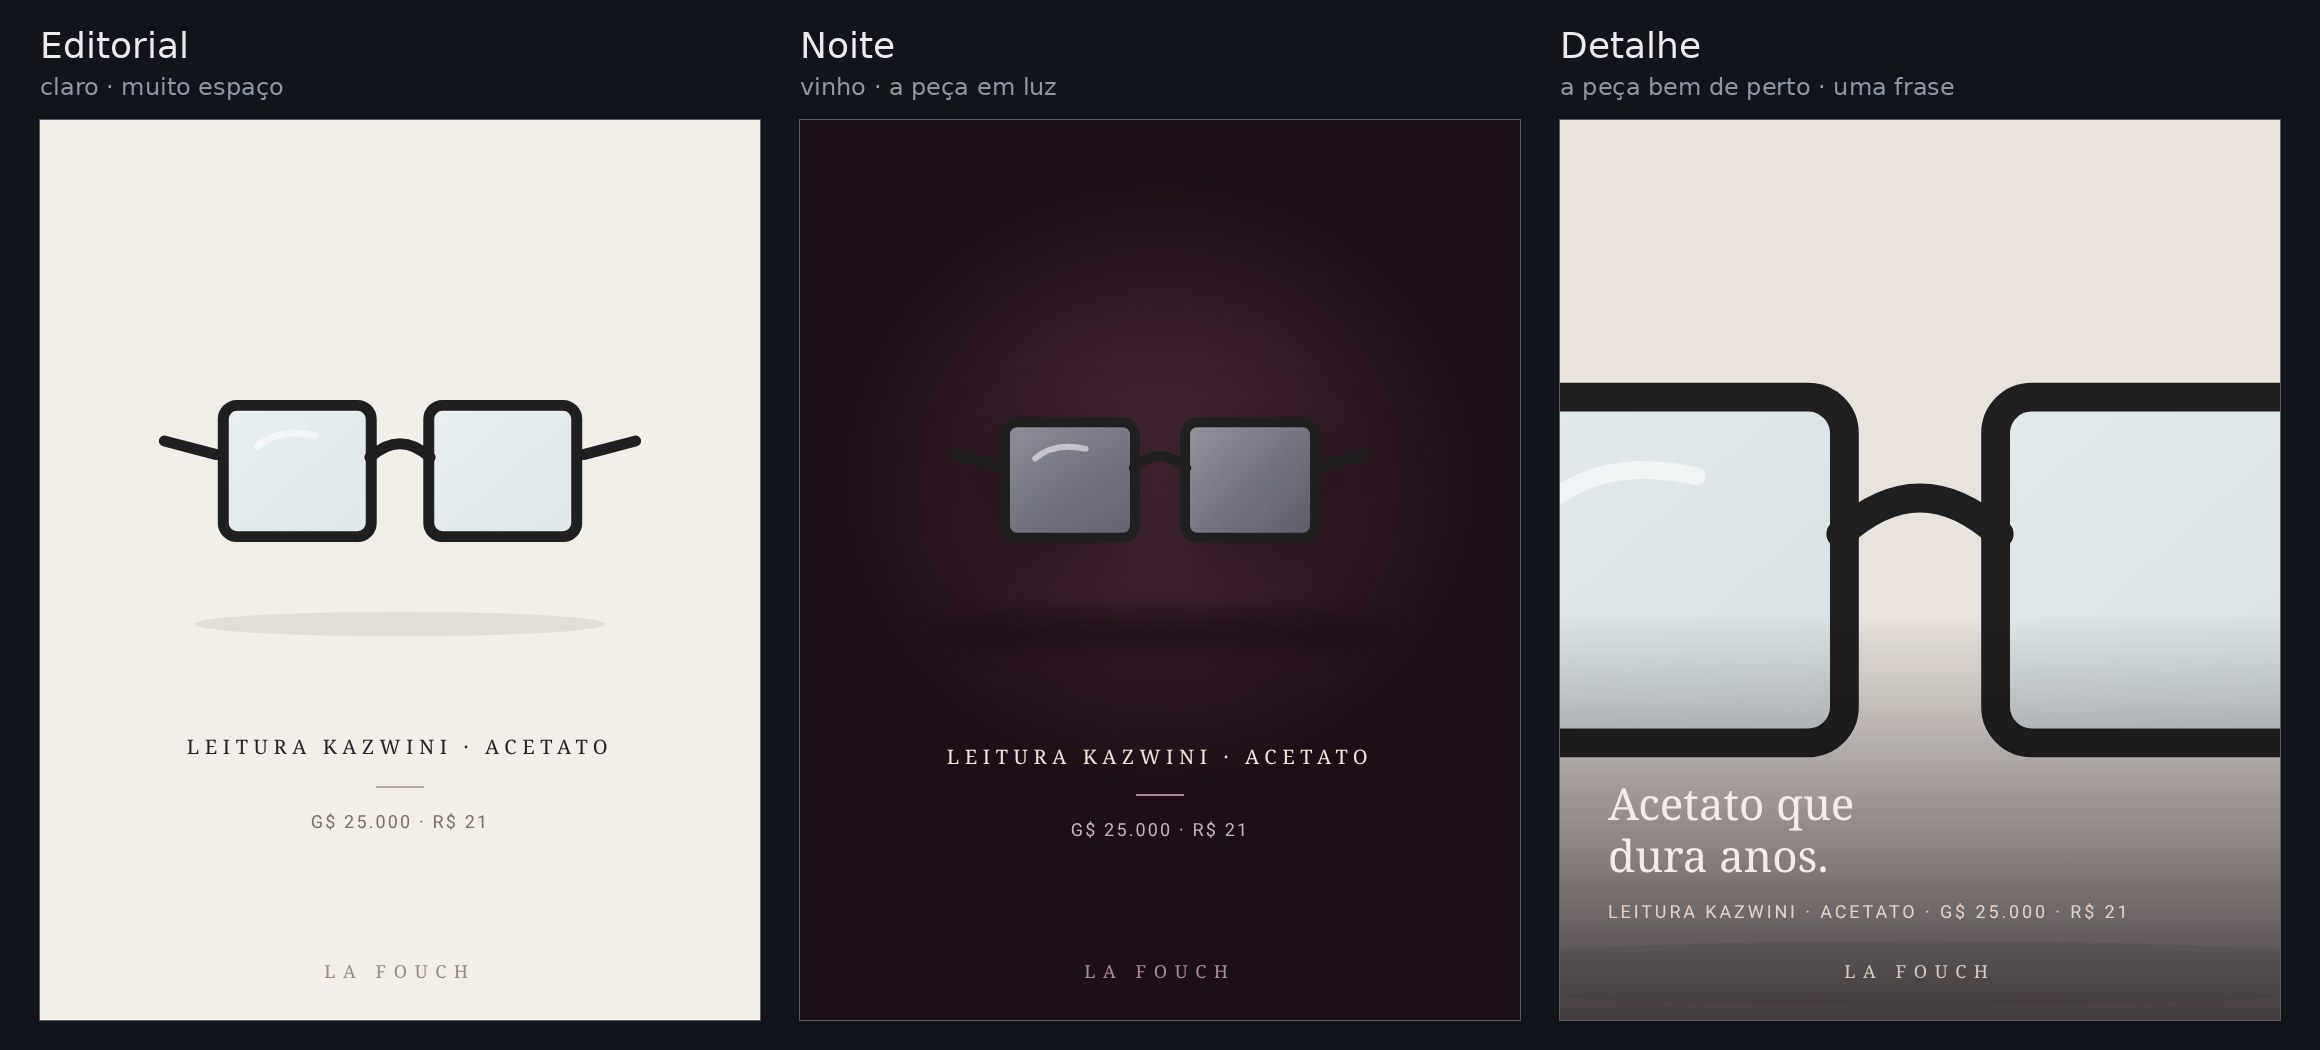 Editorial
claro · muito espaço
LEITURA KAZWINI · ACETATO
G$ 25.000 · R$ 21
LA FOUCH
Noite
vinho · a peça em luz
LEITURA KAZWINI · ACETATO
G$ 25.000 · R$ 21
LA FOUCH
Detalhe
a peça bem de perto · uma frase
Acetato que
dura anos.
LEITURA KAZWINI · ACETATO · G$ 25.000 · R$ 21
LA FOUCH